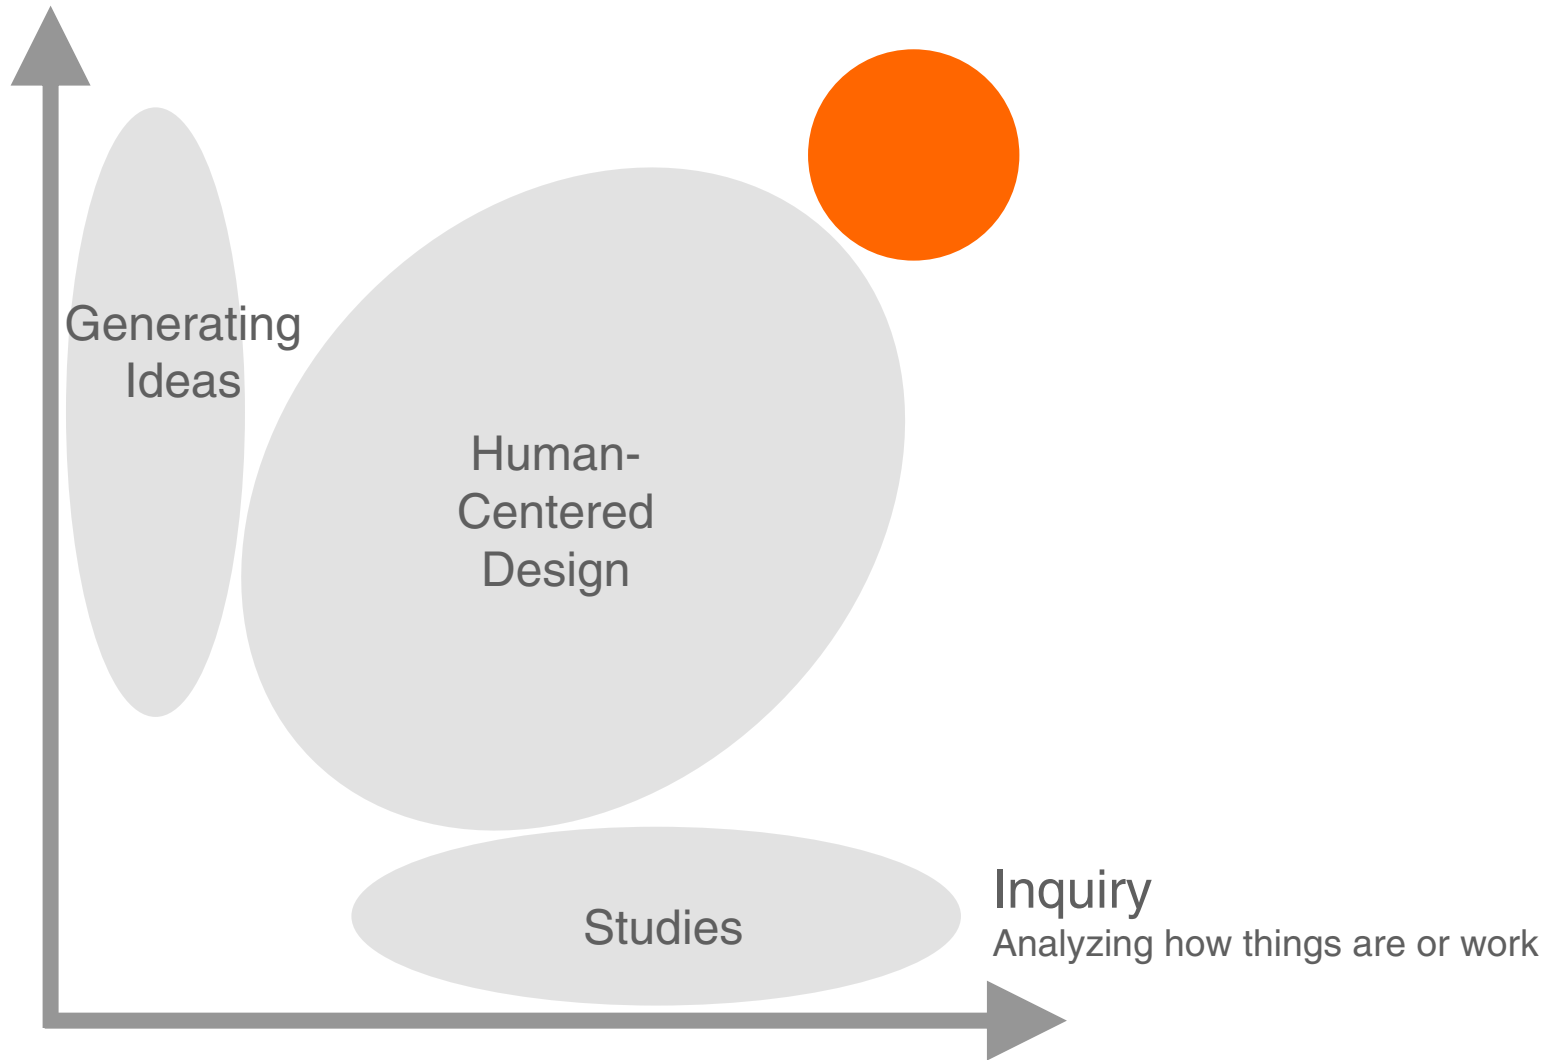 Generating
Ideas
Human-
Centered
Design
Studies
Inquiry
Analyzing how things are or work